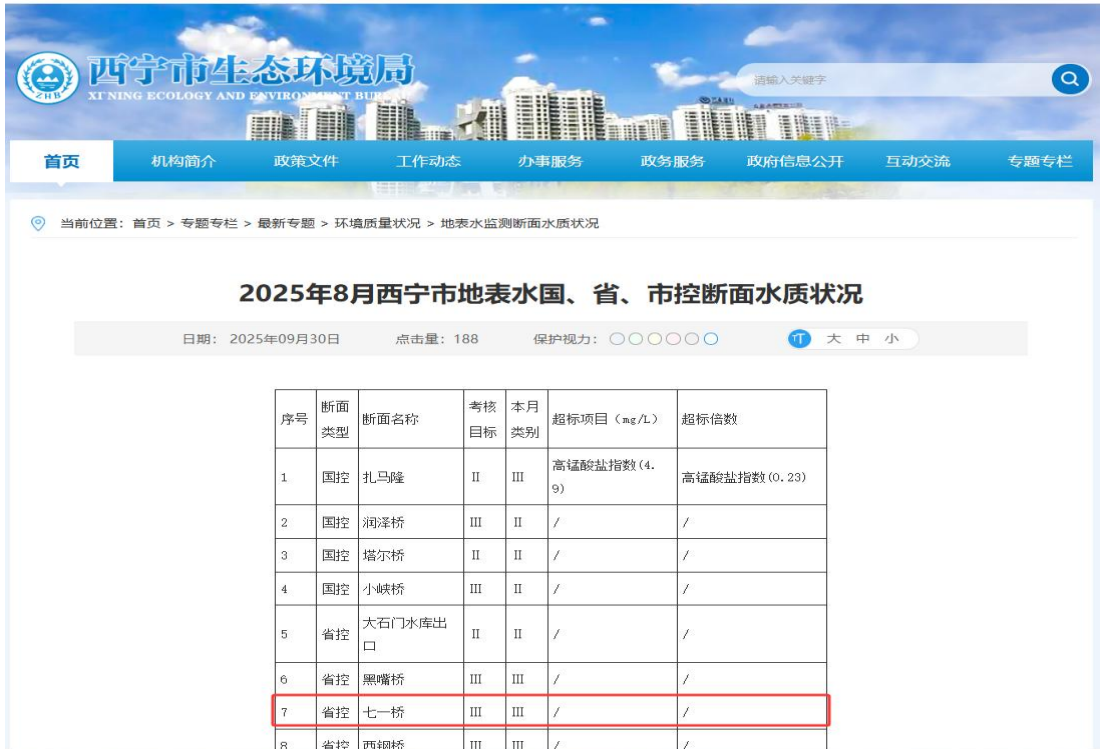 西宁市生态环境局
XI'NING ECOLOGY AND ENVIRONMENT BUREAU
ZHB
请输入关键字
首页 机构简介 政策文件 工作动态 办事服务 政务服务 政府信息公开 互动交流 专题专栏
当前位置：首页 > 专题专栏 > 最新专题 > 环境质量状况 > 地表水监测断面水质状况
2025年8月西宁市地表水国、省、市控断面水质状况
日期： 2025年09月30日 点击量：188 保护视力： 大 中 小
序号 断面类型 断面名称 考核目标 本月类别 超标项目（mg/L） 超标倍数
1 国控 扎马隆 II III 高锰酸盐指数(4.9) 高锰酸盐指数(0.23)
2 国控 润泽桥 III II / /
3 国控 塔尔桥 II II / /
4 国控 小峡桥 III II / /
5 省控 大石门水库出口 II II / /
6 省控 黑嘴桥 III III / /
7 省控 七一桥 III III / /
8 省控 西钢桥 III III / /